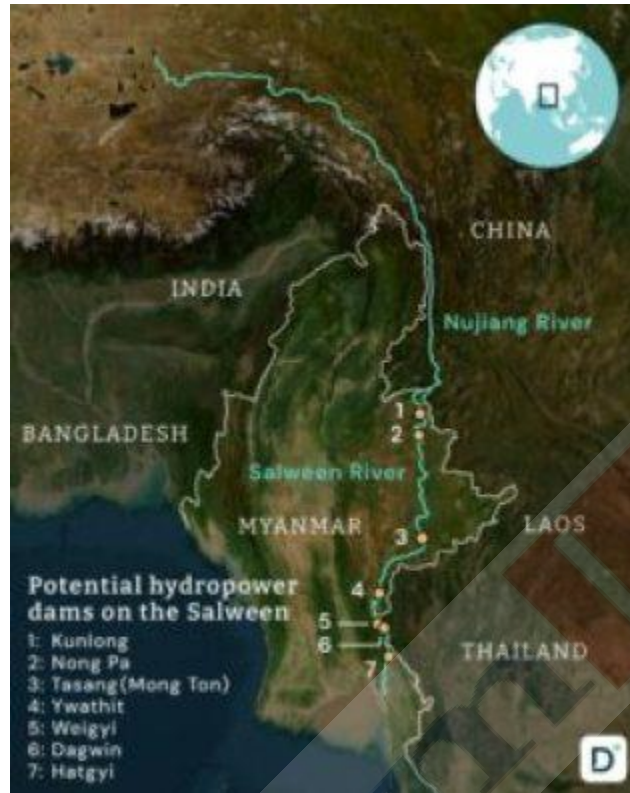 CHINA
INDIA
Nujiang River
1
2
BANGLADESH
Salween River
MYANMAR
3
LAOS
Potential hydropower
dams on the Salween
4
5
6
7
THAILAND
1: Kunlong
2: Nong Pa
3: Tasang(Mong Ton)
4: Ywathit
5: Weigyi
6: Dagwin
7: Hatgyi
D